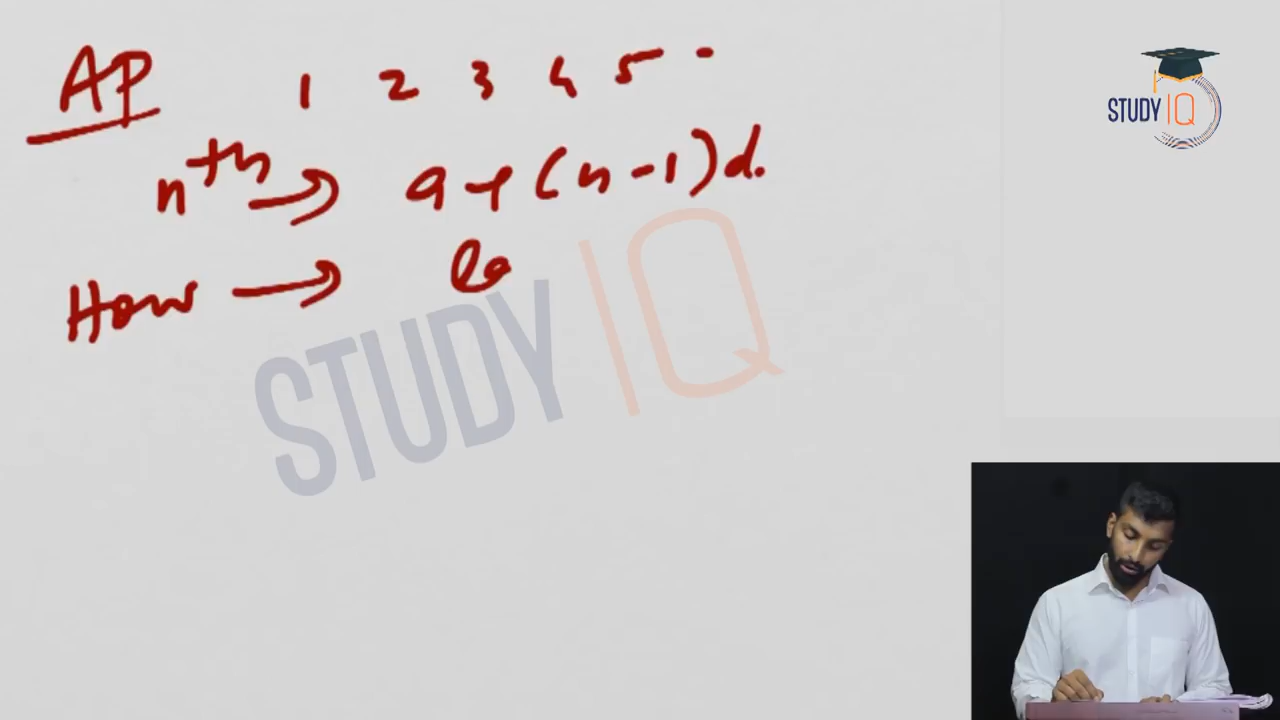 AP 1 2 3 4 5 -
nth → a + (n-1)d.
How →
STUDY IQ
STUDY IQ